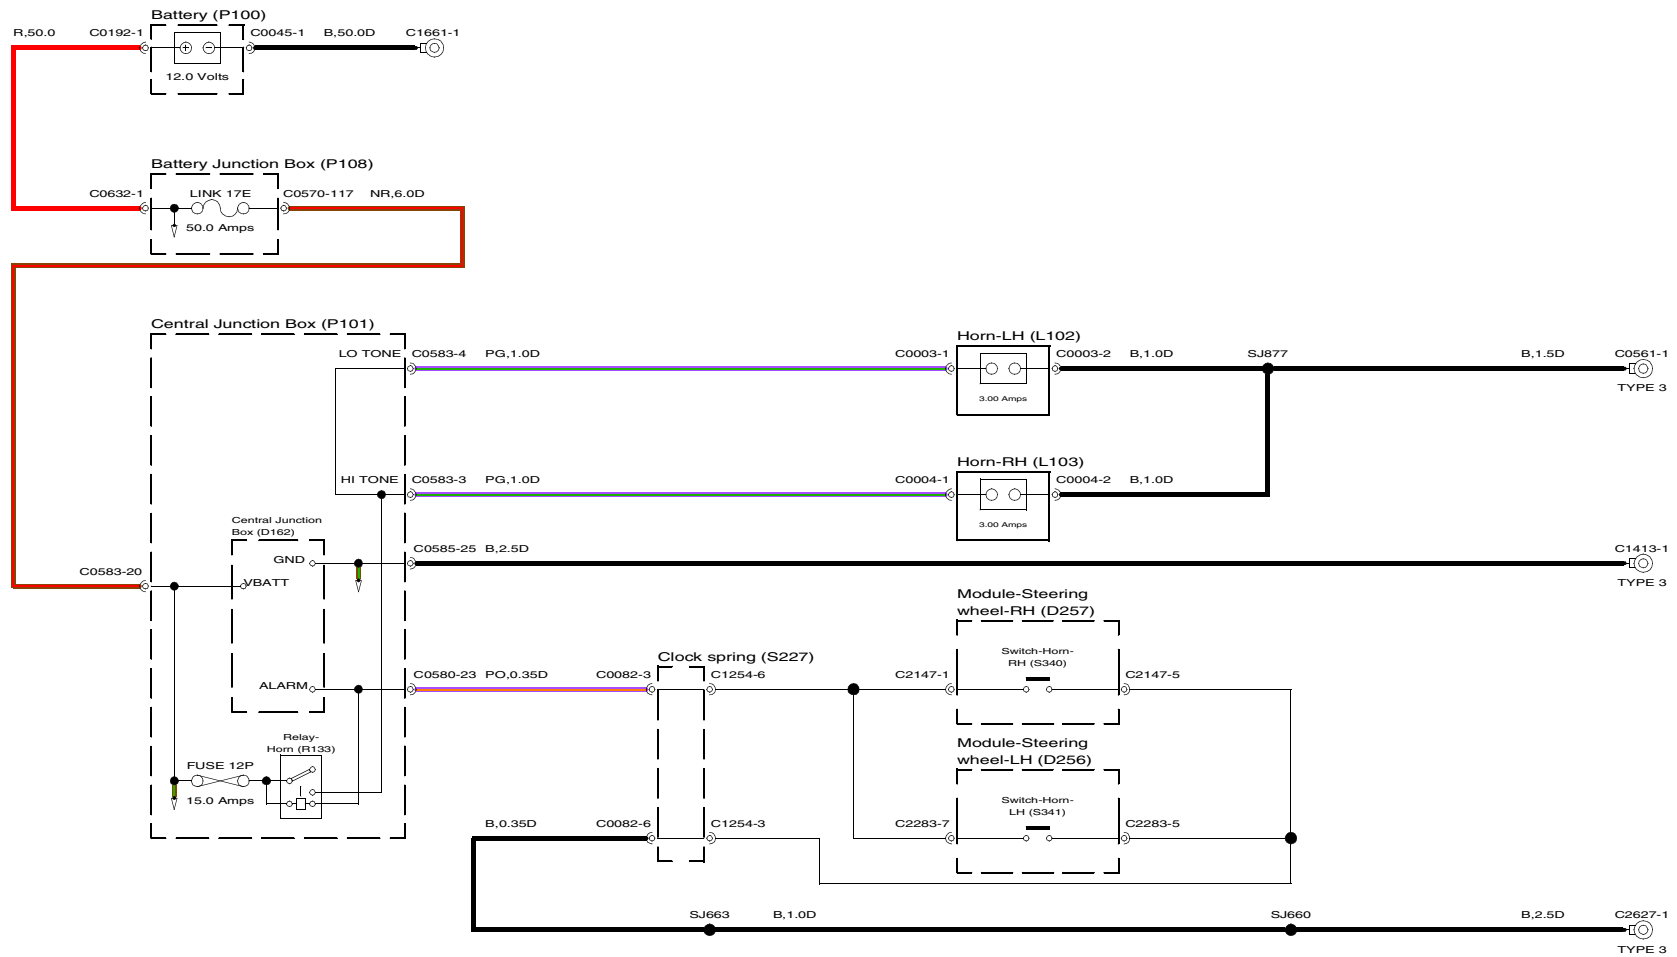 Battery (P100)
R,50.0 C0192-1 C0045-1 B,50.0D C1661-1
12.0 Volts
Battery Junction Box (P108)
C0632-1 LINK 17E C0570-117 NR,6.0D
50.0 Amps
Central Junction Box (P101)
Horn-LH (L102)
LO TONE C0583-4 PG,1.0D C0003-1 C0003-2 B,1.0D SJ877 B,1.5D C0561-1
TYPE 3
3.00 Amps
Horn-RH (L103)
HI TONE C0583-3 PG,1.0D C0004-1 C0004-2 B,1.0D
3.00 Amps
Central Junction
Box (D162)
GND C0585-25 B,2.5D C1413-1
C0583-20 VBATT TYPE 3
Module-Steering
wheel-RH (D257)
Switch-Horn-
RH (S340)
Clock spring (S227)
ALARM C0580-23 PO,0.35D C0082-3 C1254-6 C2147-1 C2147-5
Relay-
Horn (R133)
Module-Steering
wheel-LH (D256)
FUSE 12P
15.0 Amps
Switch-Horn-
LH (S341)
B,0.35D C0082-6 C1254-3 C2283-7 C2283-5
SJ663 B,1.0D SJ660 B,2.5D C2627-1
TYPE 3